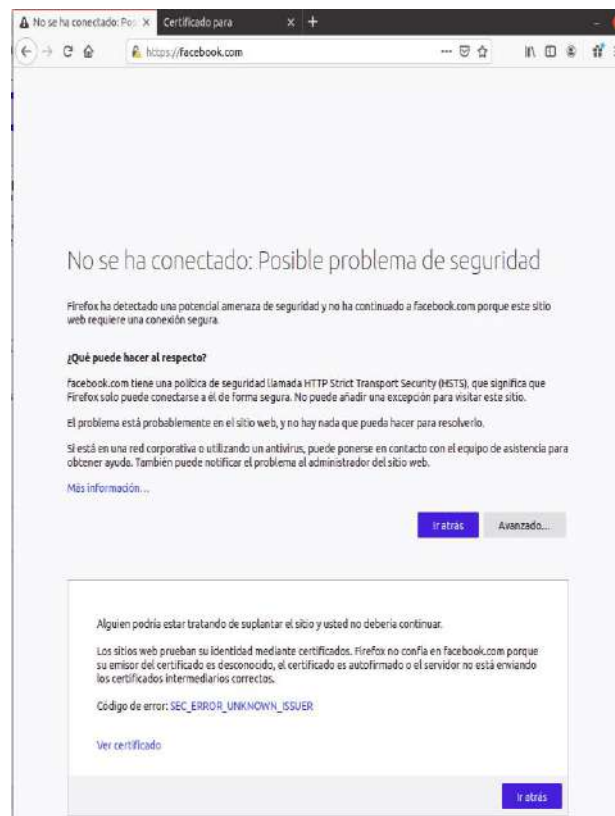 No se ha conectado: Pos
Certificado para
https://facebook.com
No se ha conectado: Posible problema de seguridad
Firefox ha detectado una potencial amenaza de seguridad y no ha continuado a facebook.com porque este sitio
web requiere una conexión segura.
¿Qué puede hacer al respecto?
facebook.com tiene una política de seguridad llamada HTTP Strict Transport Security (HSTS), que significa que
Firefox solo puede conectarse a él de forma segura. No puede añadir una excepción para visitar este sitio.
El problema está probablemente en el sitio web, y no hay nada que pueda hacer para resolverlo.
Si está en una red corporativa o utilizando un antivirus, puede ponerse en contacto con el equipo de asistencia para
obtener ayuda. También puede notificar el problema al administrador del sitio web.
Más información...
Ir atrás
Avanzado...
Alguien podría estar tratando de suplantar el sitio y usted no debería continuar.
Los sitios web prueban su identidad mediante certificados. Firefox no confía en facebook.com porque
su emisor del certificado es desconocido, el certificado es autofirmado o el servidor no está enviando
los certificados intermediarios correctos.
Código de error: SEC_ERROR_UNKNOWN_ISSUER
Ver certificado
Ir atrás